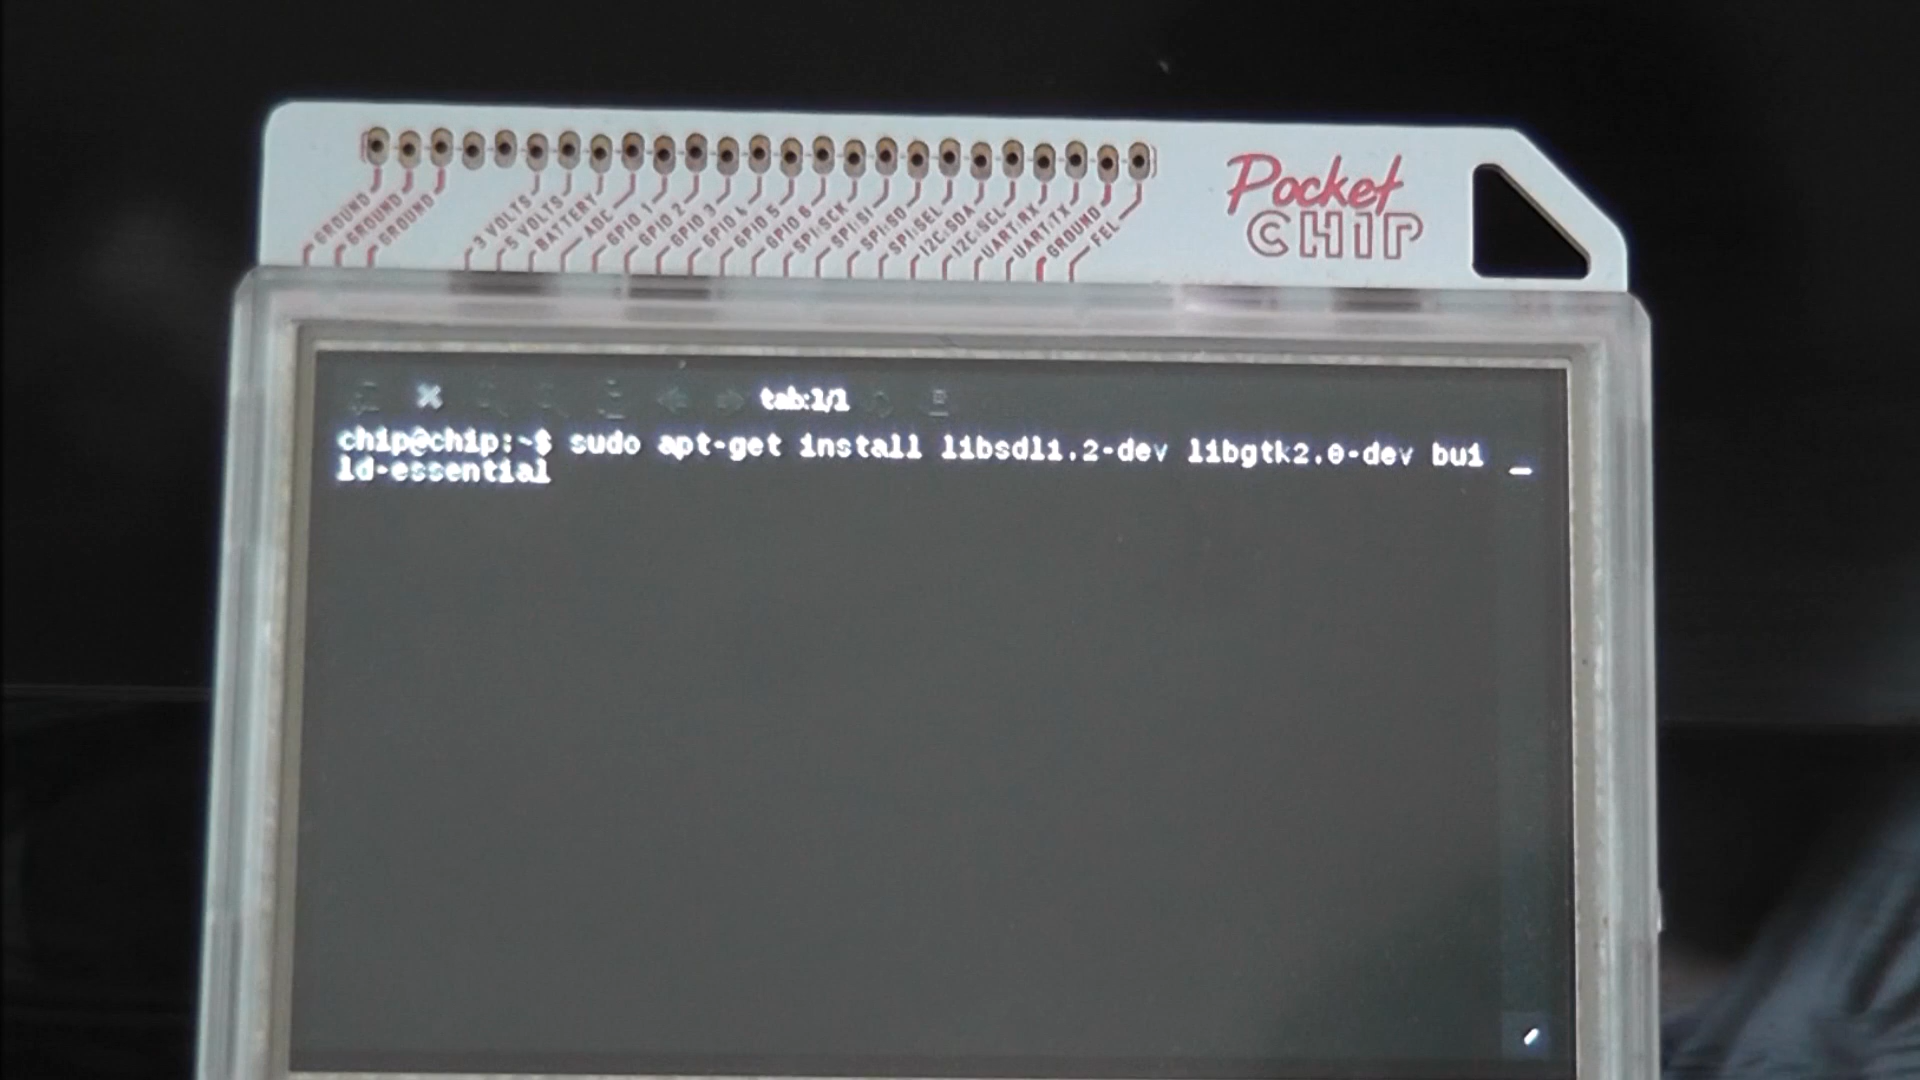 GROUND
GROUND
GROUND
3 VOLTS
5 VOLTS
BATTERY
ADC
GPIO 1
GPIO 2
GPIO 3
GPIO 4
GPIO 5
GPIO 6
SPI:SCK
SPI:SI
SPI:SO
SPI:SEL
I2C:SDA
I2C:SCL
UART:RX
UART:TX
GROUND
FEL
Pocket
CHIP
tab:1/1
chip@chip:~$ sudo apt-get install libsdl1.2-dev libgtk2.0-dev bui
ld-essential